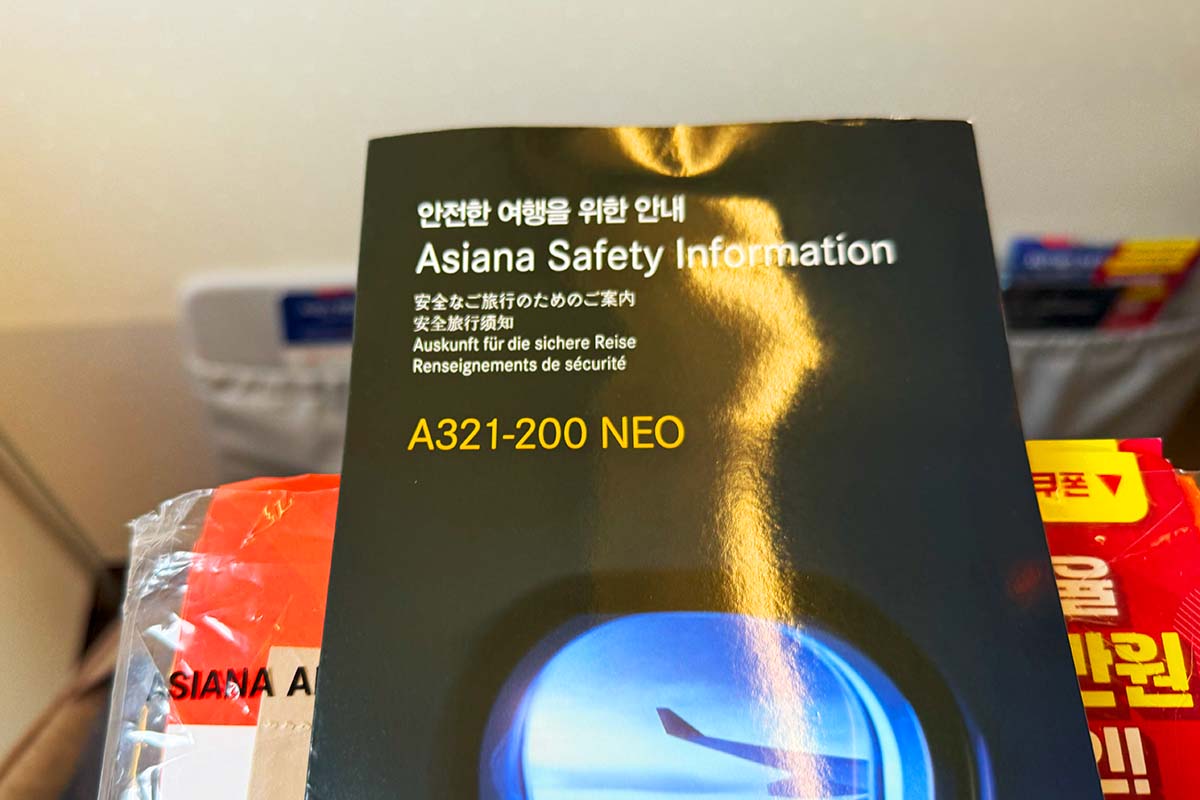 안전한 여행을 위한 안내
Asiana Safety Information
安全なご旅行のためのご案内
安全旅行须知
Auskunft für die sichere Reise
Renseignements de sécurité
A321-200 NEO
ASIANA
쿠폰
만원